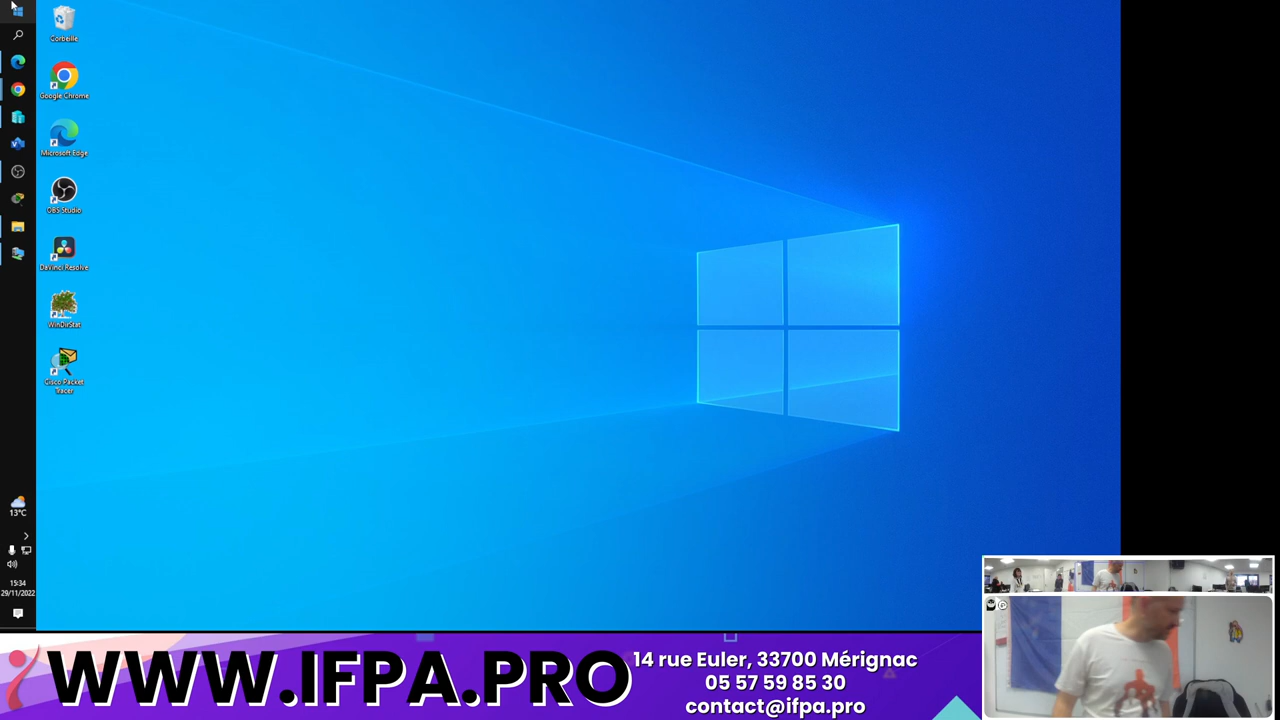 Corbeille
Google Chrome
Microsoft Edge
OBS Studio
DaVinci Resolve
WinDirStat
Cisco Packet
Tracer
13°C
15:34
29/11/2022
WWW.IFPA.PRO
14 rue Euler, 33700 Mérignac
05 57 59 85 30
contact@ifpa.pro